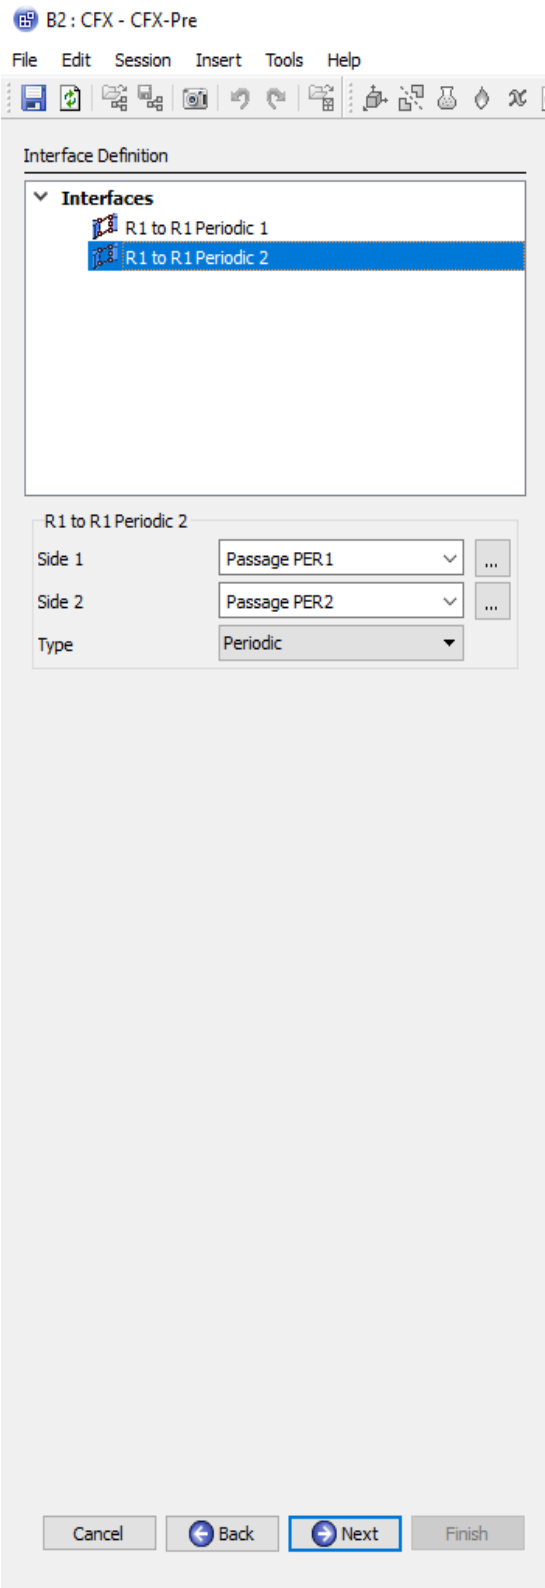 B2 : CFX - CFX-Pre
File Edit Session Insert Tools Help
Interface Definition
Interfaces
R1 to R1 Periodic 1
R1 to R1 Periodic 2
R1 to R1 Periodic 2
Side 1 Passage PER1 ...
Side 2 Passage PER2 ...
Type Periodic
Cancel Back Next Finish